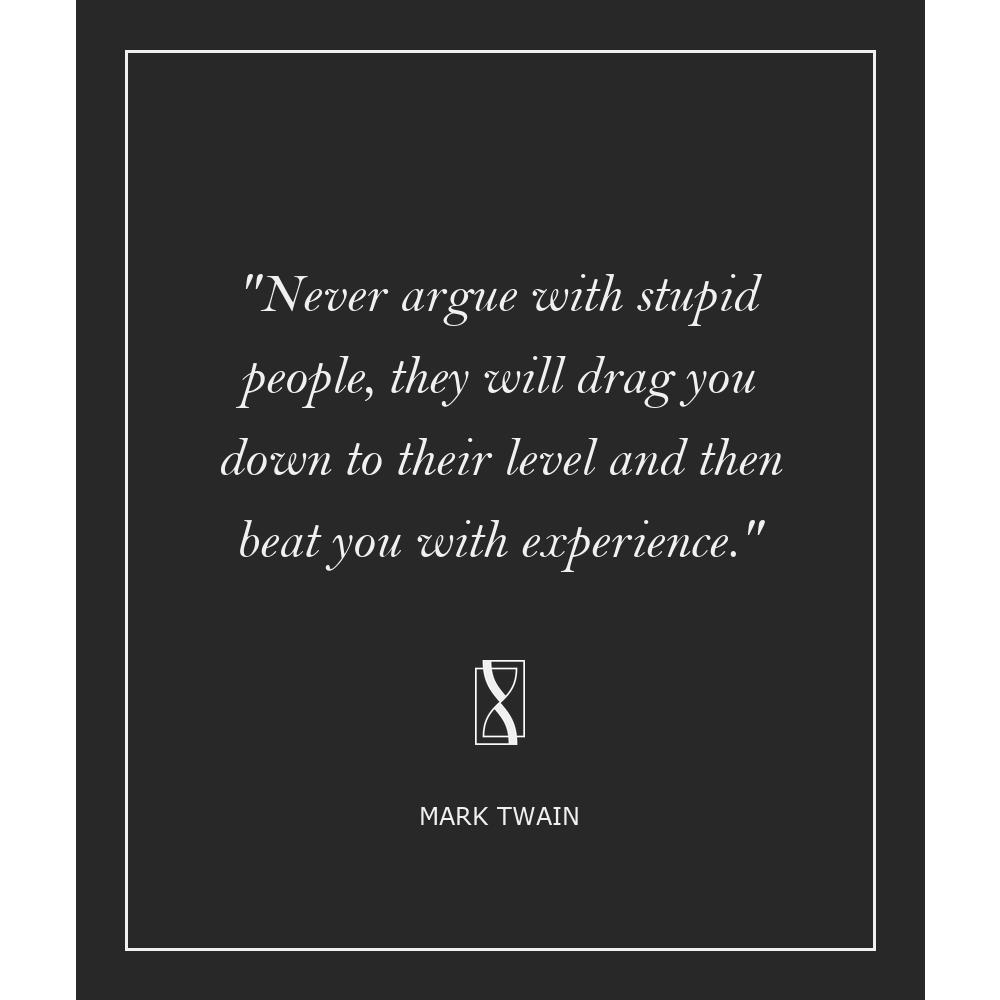 "Never argue with stupid
people, they will drag you
down to their level and then
beat you with experience."
MARK TWAIN